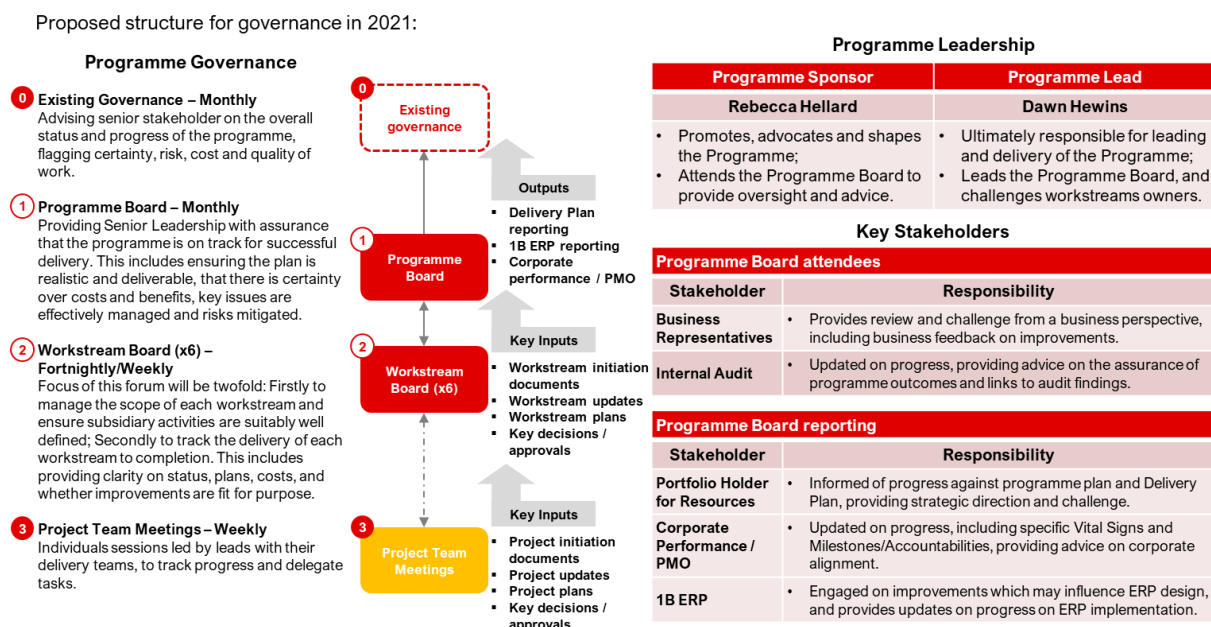 Proposed structure for governance in 2021:
Programme Governance
0
Existing Governance – Monthly
Advising senior stakeholder on the overall
status and progress of the programme,
flagging certainty, risk, cost and quality of
work.
1
Programme Board – Monthly
Providing Senior Leadership with assurance
that the programme is on track for successful
delivery. This includes ensuring the plan is
realistic and deliverable, that there is certainty
over costs and benefits, key issues are
effectively managed and risks mitigated.
2
Workstream Board (x6) –
Fortnightly/Weekly
Focus of this forum will be twofold: Firstly to
manage the scope of each workstream and
ensure subsidiary activities are suitably well
defined; Secondly to track the delivery of each
workstream to completion. This includes
providing clarity on status, plans, costs, and
whether improvements are fit for purpose.
3
Project Team Meetings – Weekly
Individuals sessions led by leads with their
delivery teams, to track progress and delegate
tasks.
0
Existing
governance
Outputs
▪ Delivery Plan
reporting
▪ 1B ERP reporting
▪ Corporate
performance / PMO
1
Programme
Board
Key Inputs
▪ Workstream initiation
documents
▪ Workstream updates
▪ Workstream plans
▪ Key decisions /
approvals
2
Workstream
Board (x6)
Key Inputs
▪ Project initiation
documents
▪ Project updates
▪ Project plans
▪ Key decisions /
approvals
3
Project Team
Meetings
Programme Leadership
Programme Sponsor
Programme Lead
Rebecca Hellard
Dawn Hewins
• Promotes, advocates and shapes
the Programme;
• Attends the Programme Board to
provide oversight and advice.
• Ultimately responsible for leading
and delivery of the Programme;
• Leads the Programme Board, and
challenges workstreams owners.
Key Stakeholders
Programme Board attendees
Stakeholder
Responsibility
Business
Representatives
• Provides review and challenge from a business perspective,
including business feedback on improvements.
Internal Audit
• Updated on progress, providing advice on the assurance of
programme outcomes and links to audit findings.
Programme Board reporting
Stakeholder
Responsibility
Portfolio Holder
for Resources
• Informed of progress against programme plan and Delivery
Plan, providing strategic direction and challenge.
Corporate
Performance /
PMO
• Updated on progress, including specific Vital Signs and
Milestones/Accountabilities, providing advice on corporate
alignment.
1B ERP
• Engaged on improvements which may influence ERP design,
and provides updates on progress on ERP implementation.